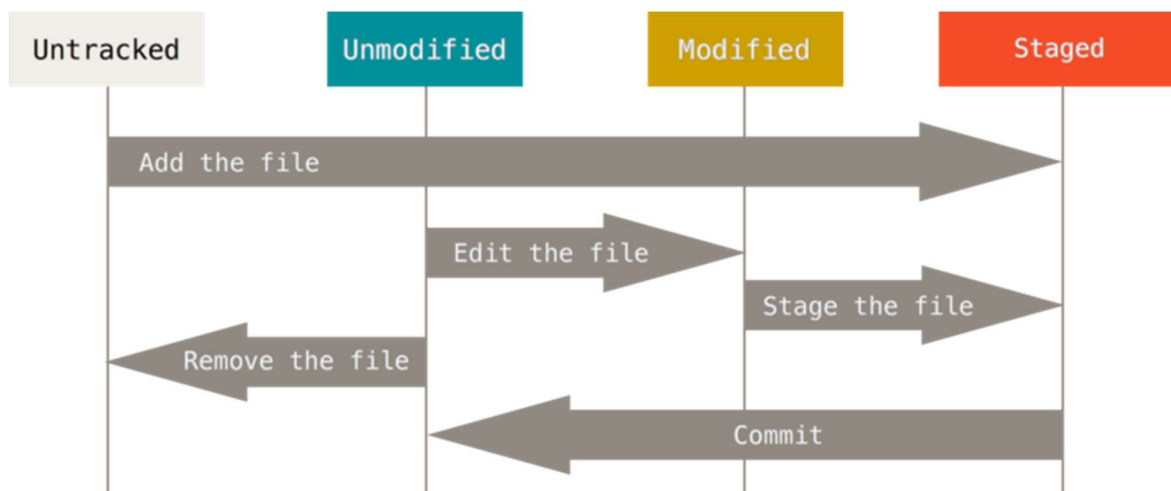 Untracked
Unmodified
Modified
Staged
Add the file
Edit the file
Stage the file
Remove the file
Commit